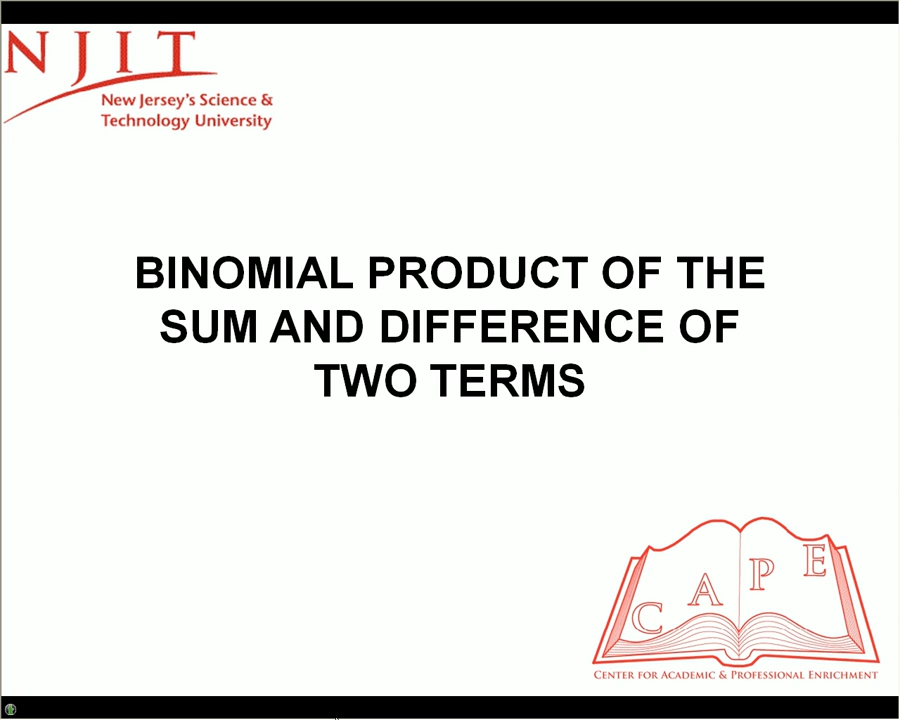 NJIT
New Jersey's Science &
Technology University
BINOMIAL PRODUCT OF THE
SUM AND DIFFERENCE OF
TWO TERMS
CAPE
CENTER FOR ACADEMIC & PROFESSIONAL ENRICHMENT